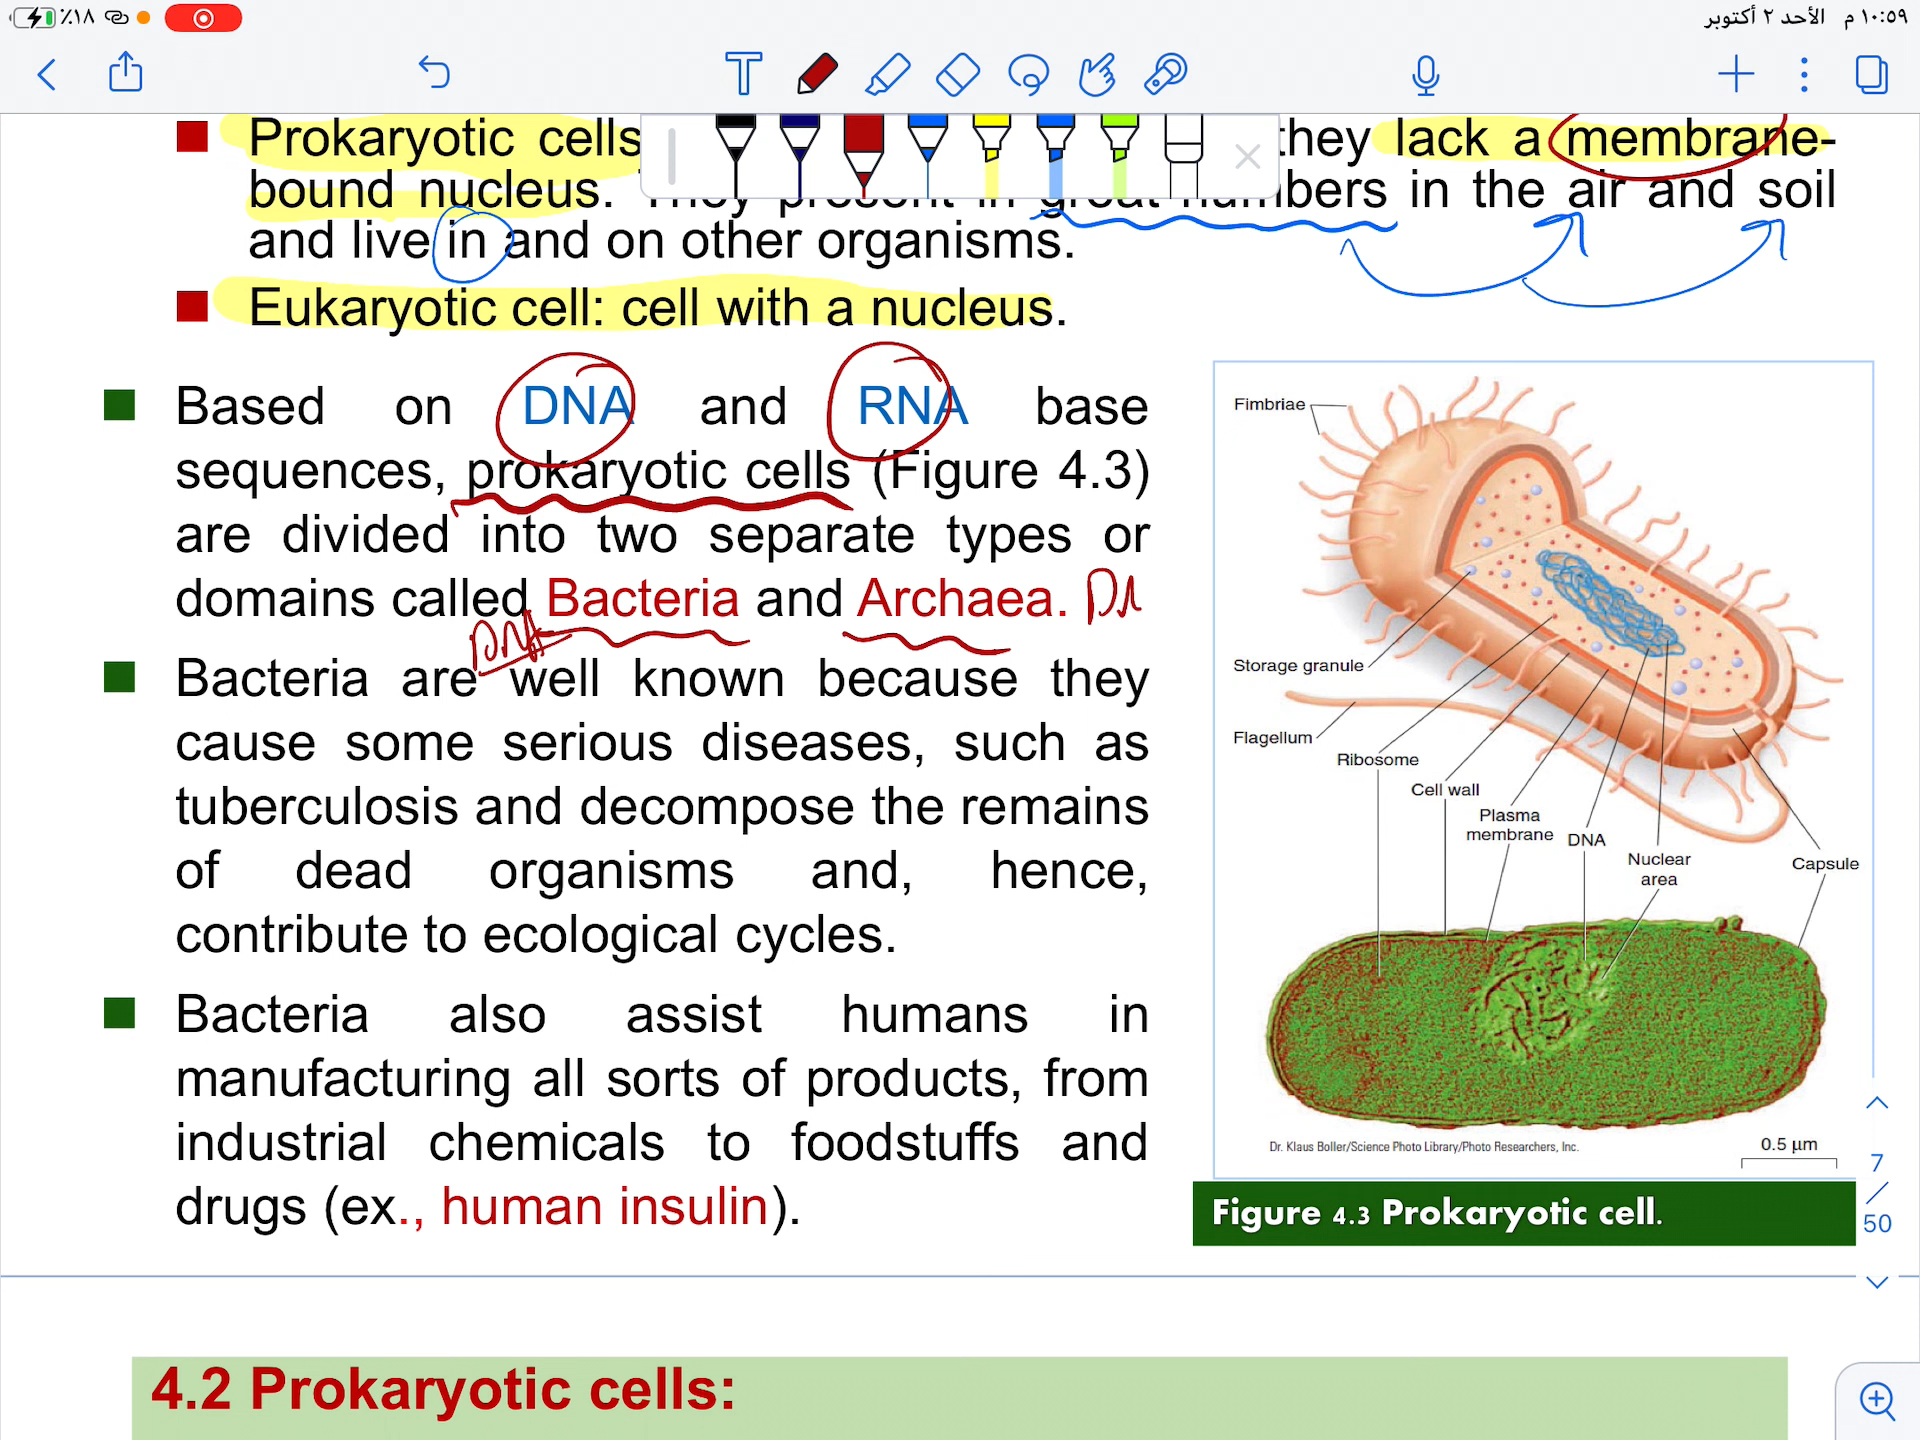 ٪١٨
١٠:٥٩ م الأحد ٢ أكتوبر
Prokaryotic cells they lack a membrane-
bound nucleus. They present in great numbers in the air and soil
and live in and on other organisms.
Eukaryotic cell: cell with a nucleus.
Based on DNA and RNA base
sequences, prokaryotic cells (Figure 4.3)
are divided into two separate types or
domains called Bacteria and Archaea.
DNA
Bacteria are well known because they
cause some serious diseases, such as
tuberculosis and decompose the remains
of dead organisms and, hence,
contribute to ecological cycles.
Bacteria also assist humans in
manufacturing all sorts of products, from
industrial chemicals to foodstuffs and
drugs (ex., human insulin).
Fimbriae
Storage granule
Flagellum
Ribosome
Cell wall
Plasma
membrane
DNA
Nuclear
area
Capsule
Dr. Klaus Boller/Science Photo Library/Photo Researchers, Inc.
0.5 µm
Figure 4.3 Prokaryotic cell.
7
/
50
4.2 Prokaryotic cells: